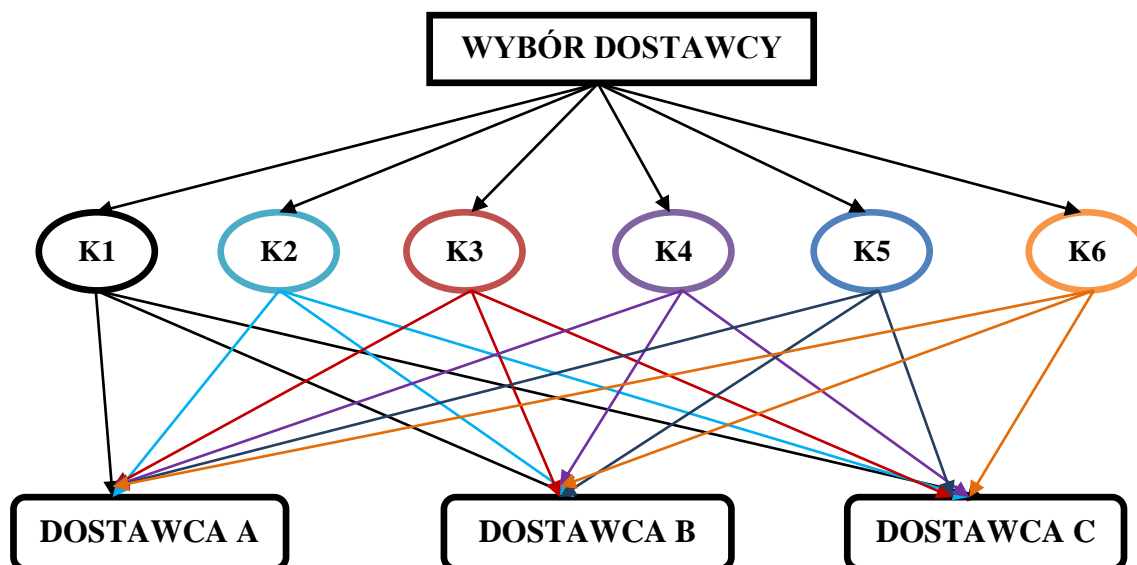 WYBÓR DOSTAWCY
K1 K2 K3 K4 K5 K6
DOSTAWCA A DOSTAWCA B DOSTAWCA C